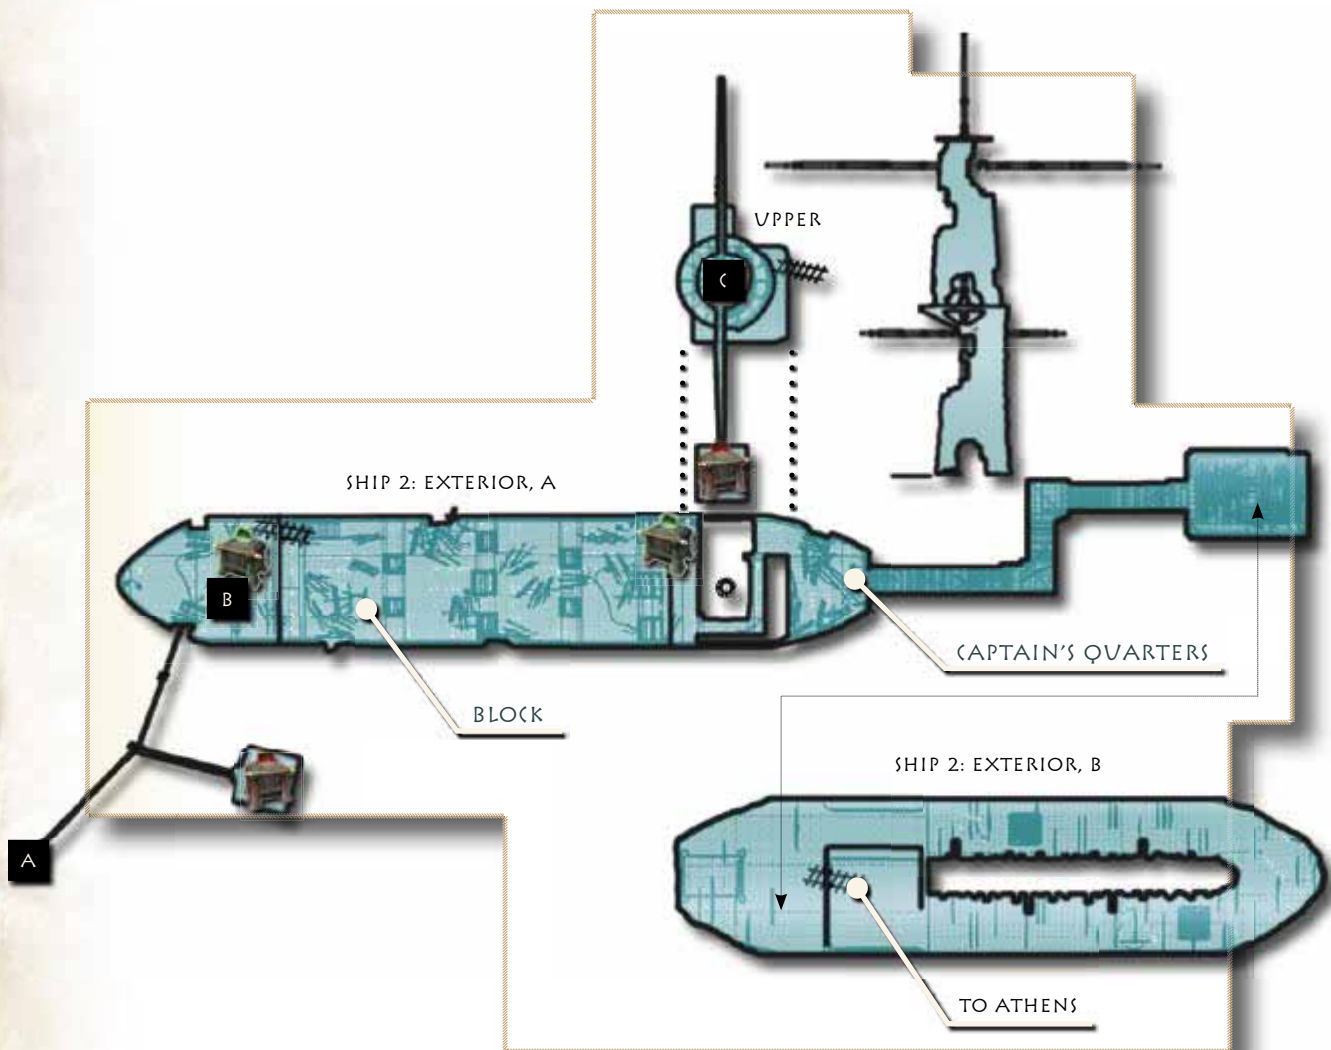 UPPER
C
SHIP 2: EXTERIOR, A
B
CAPTAIN'S QUARTERS
BLOCK
SHIP 2: EXTERIOR, B
A
TO ATHENS